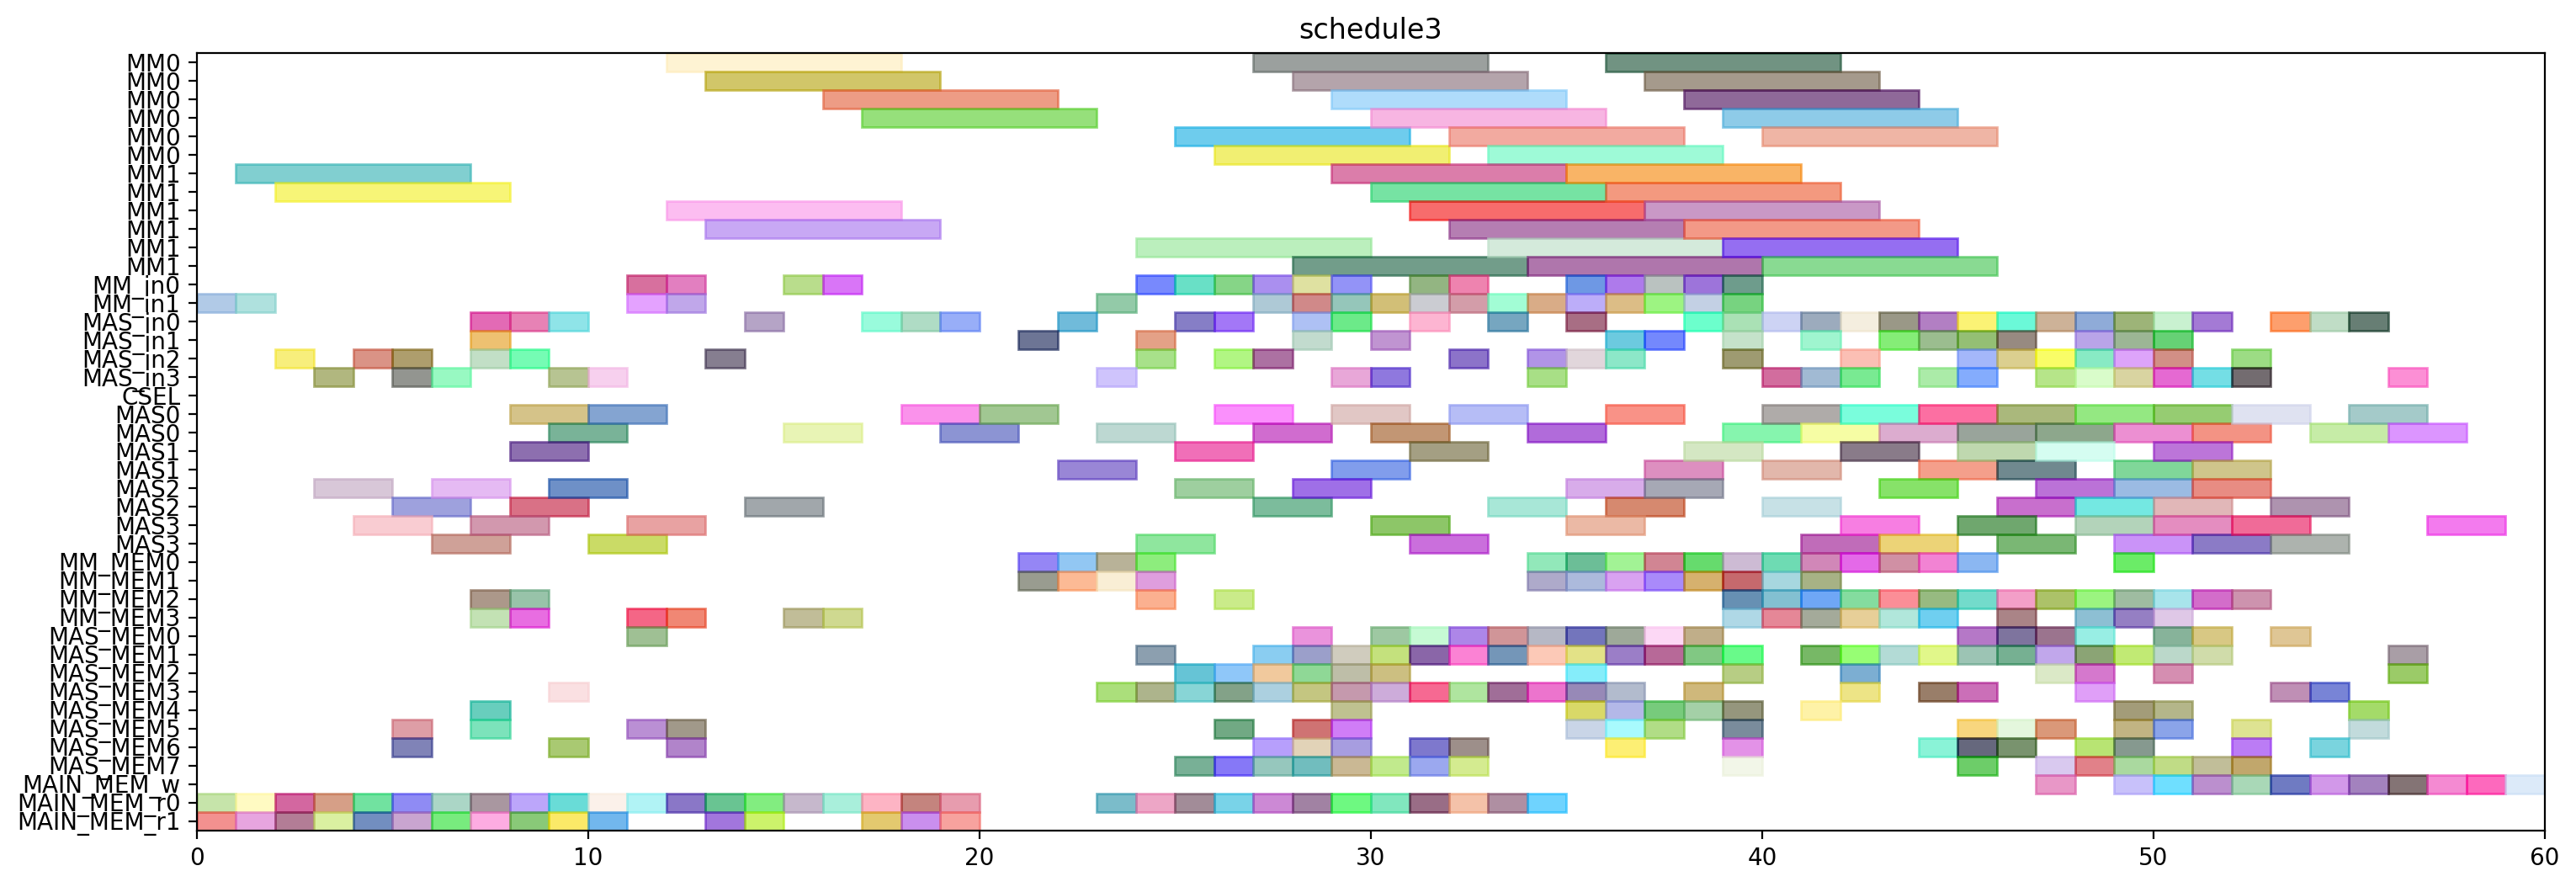 schedule3
MM0
MM0
MM0
MM0
MM0
MM0
MM1
MM1
MM1
MM1
MM1
MM1
MM_in0
MM_in1
MAS_in0
MAS_in1
MAS_in2
MAS_in3
CSEL
MAS0
MAS0
MAS1
MAS1
MAS2
MAS2
MAS3
MAS3
MM_MEM0
MM_MEM1
MM_MEM2
MM_MEM3
MAS_MEM0
MAS_MEM1
MAS_MEM2
MAS_MEM3
MAS_MEM4
MAS_MEM5
MAS_MEM6
MAS_MEM7
MAIN_MEM_w
MAIN_MEM_r0
MAIN_MEM_r1
0 10 20 30 40 50 60